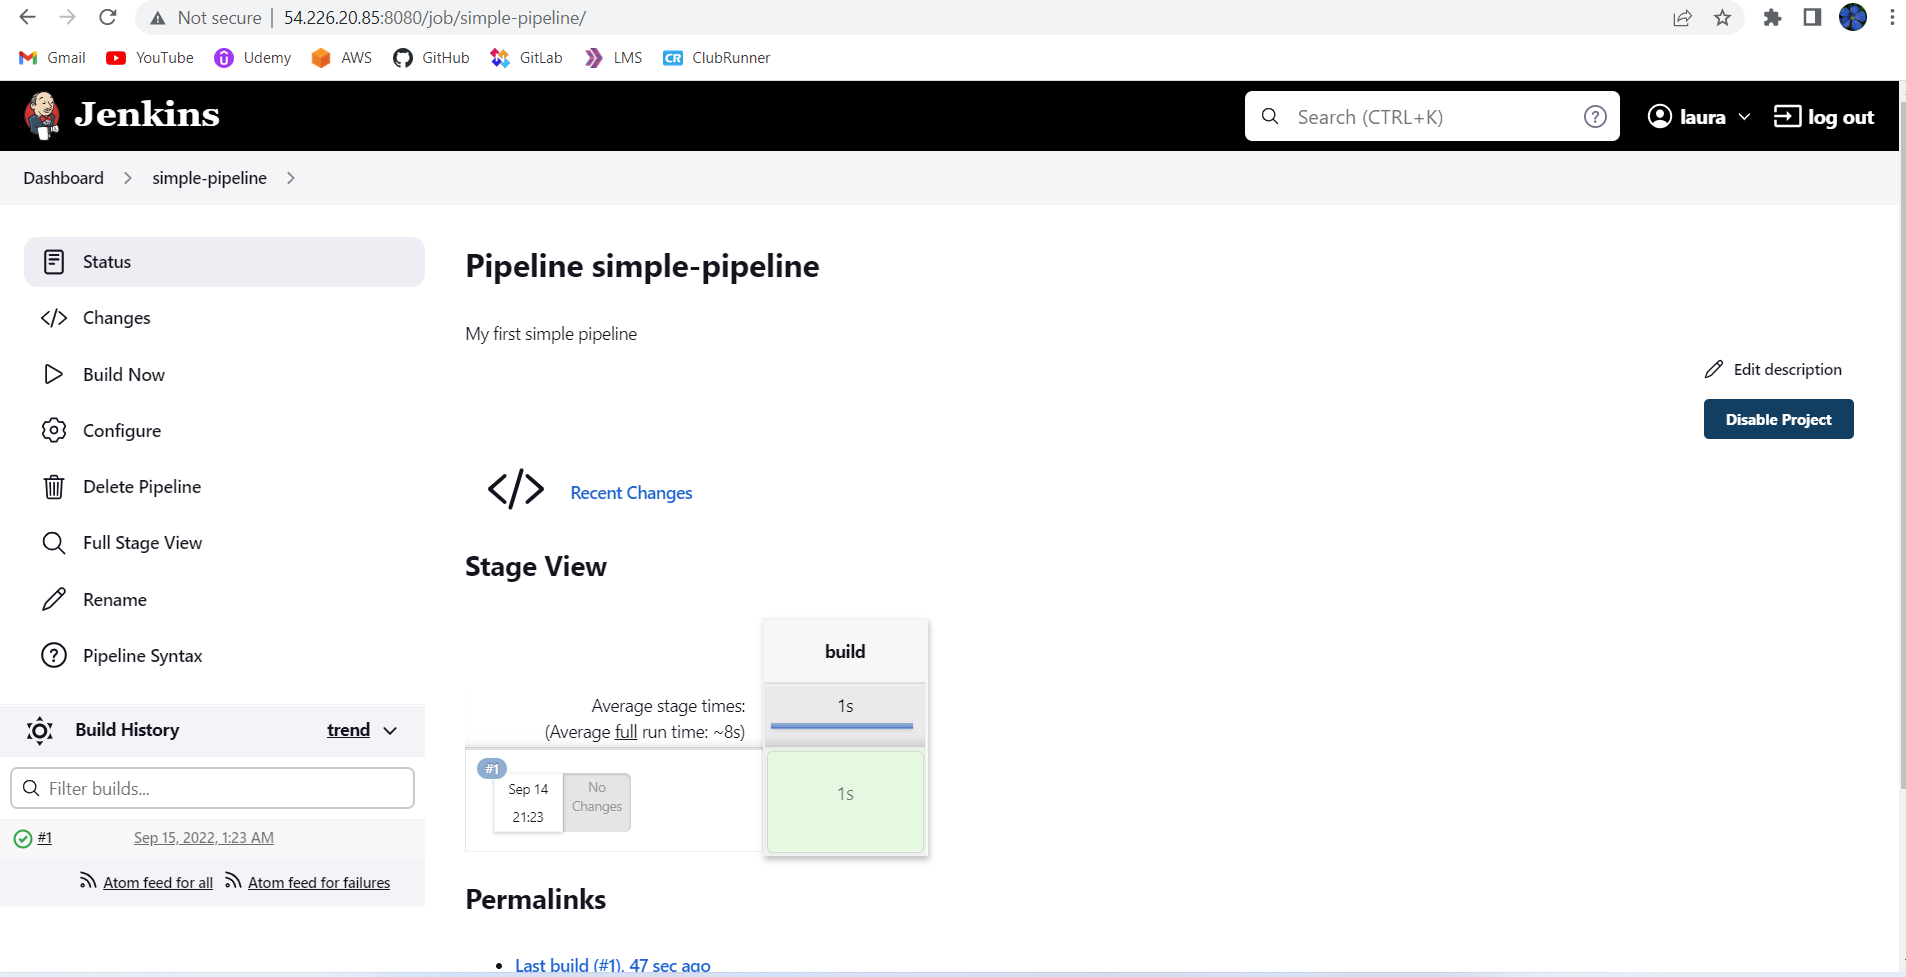 Not secure | 54.226.20.85:8080/job/simple-pipeline/
Gmail YouTube Udemy AWS GitHub GitLab LMS CR ClubRunner
Jenkins Search (CTRL+K) ? laura log out
Dashboard simple-pipeline
Status
Changes
Build Now
Configure
Delete Pipeline
Full Stage View
Rename
Pipeline Syntax
Build History trend
Filter builds...
#1 Sep 15, 2022, 1:23 AM
Atom feed for all Atom feed for failures
Pipeline simple-pipeline
My first simple pipeline
Edit description
Disable Project
</> Recent Changes
Stage View
build
Average stage times: 1s
(Average full run time: ~8s)
#1
Sep 14 No
Changes
21:23
1s
Permalinks
• Last build (#1), 47 sec ago